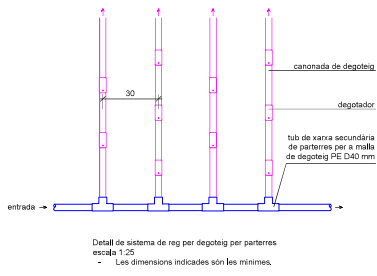 canonada de degoteig
30
degotador
tub de xarxa secundària
de parterres per a malla
de degoteig PE D40 mm
entrada
Detall de sistema de reg per degoteig per parterres
escala 1:25
- Les dimensions indicades són les mínimes.